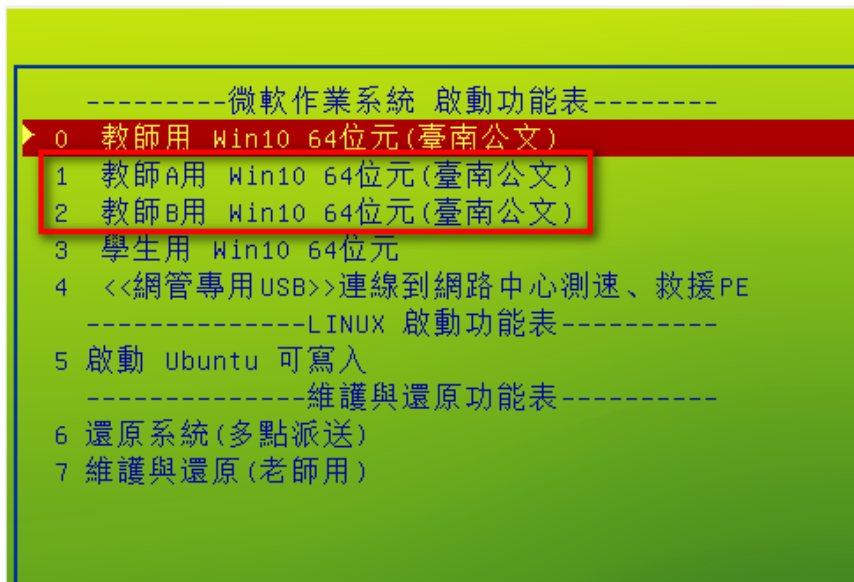 ---------微軟作業系統 啟動功能表--------
0 教師用 Win10 64位元(臺南公文)
1 教師A用 Win10 64位元(臺南公文)
2 教師B用 Win10 64位元(臺南公文)
3 學生用 Win10 64位元
4 <<網管專用USB>>連線到網路中心測速、救援PE
--------------LINUX 啟動功能表----------
5 啟動 Ubuntu 可寫入
--------------維護與還原功能表----------
6 還原系統(多點派送)
7 維護與還原(老師用)